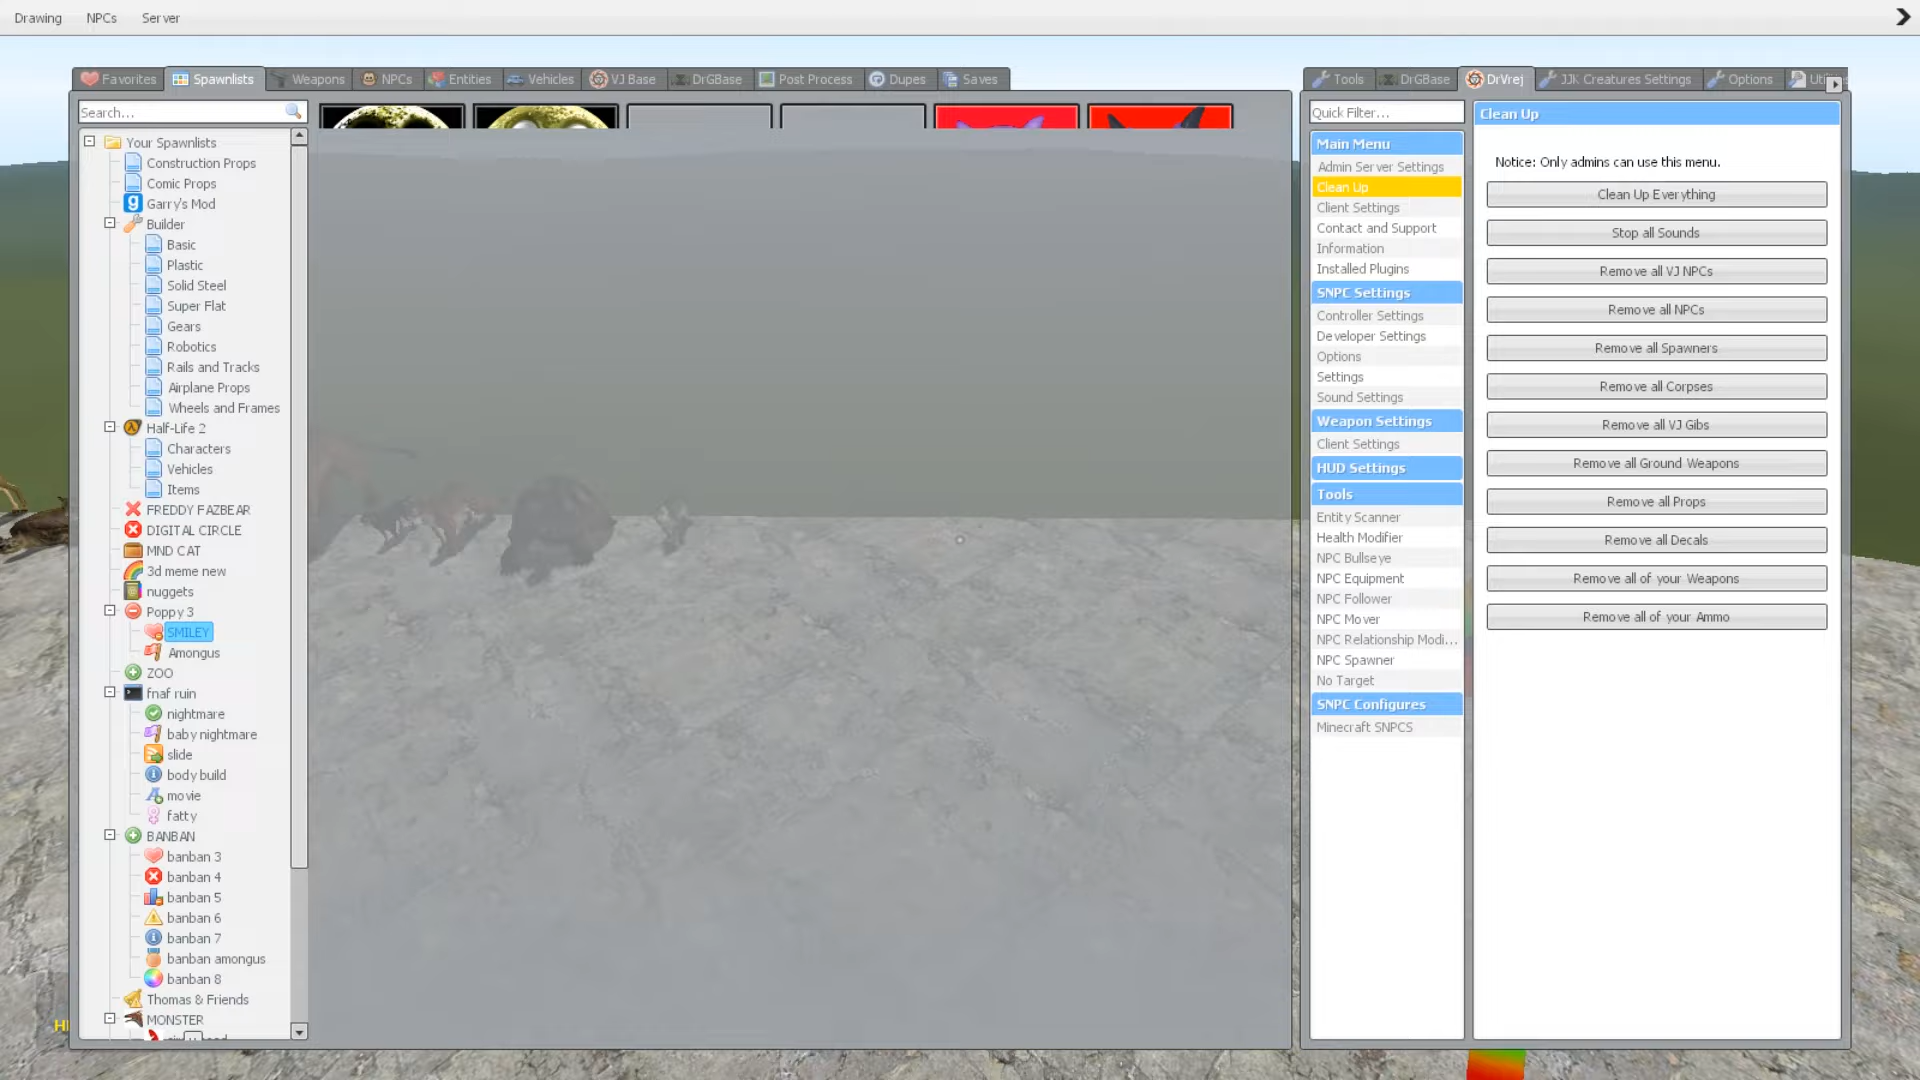 Drawing NPCs Server
Favorites Spawnlists Weapons NPCs Entities Vehicles VJ Base DrGBase Post Process Dupes Saves
Search...
Your Spawnlists
Construction Props
Comic Props
Garry's Mod
Builder
Basic
Plastic
Solid Steel
Super Flat
Gears
Robotics
Rails and Tracks
Airplane Props
Wheels and Frames
Half-Life 2
Characters
Vehicles
Items
FREDDY FAZBEAR
DIGITAL CIRCLE
MND CAT
3d meme new
nuggets
Poppy 3
SMILEY
Amongus
ZOO
fnaf ruin
nightmare
baby nightmare
slide
body build
movie
fatty
BANBAN
banban 3
banban 4
banban 5
banban 6
banban 7
banban amongus
banban 8
Thomas & Friends
MONSTER
Tools DrGBase DrVrej JJK Creatures Settings Options
Quick Filter...
Main Menu
Admin Server Settings
Clean Up
Client Settings
Contact and Support
Information
Installed Plugins
SNPC Settings
Controller Settings
Developer Settings
Options
Settings
Sound Settings
Weapon Settings
Client Settings
HUD Settings
Tools
Entity Scanner
Health Modifier
NPC Bullseye
NPC Equipment
NPC Follower
NPC Mover
NPC Relationship Modi...
NPC Spawner
No Target
SNPC Configures
Minecraft SNPCS
Clean Up
Notice: Only admins can use this menu.
Clean Up Everything
Stop all Sounds
Remove all VJ NPCs
Remove all NPCs
Remove all Spawners
Remove all Corpses
Remove all VJ Gibs
Remove all Ground Weapons
Remove all Props
Remove all Decals
Remove all of your Weapons
Remove all of your Ammo